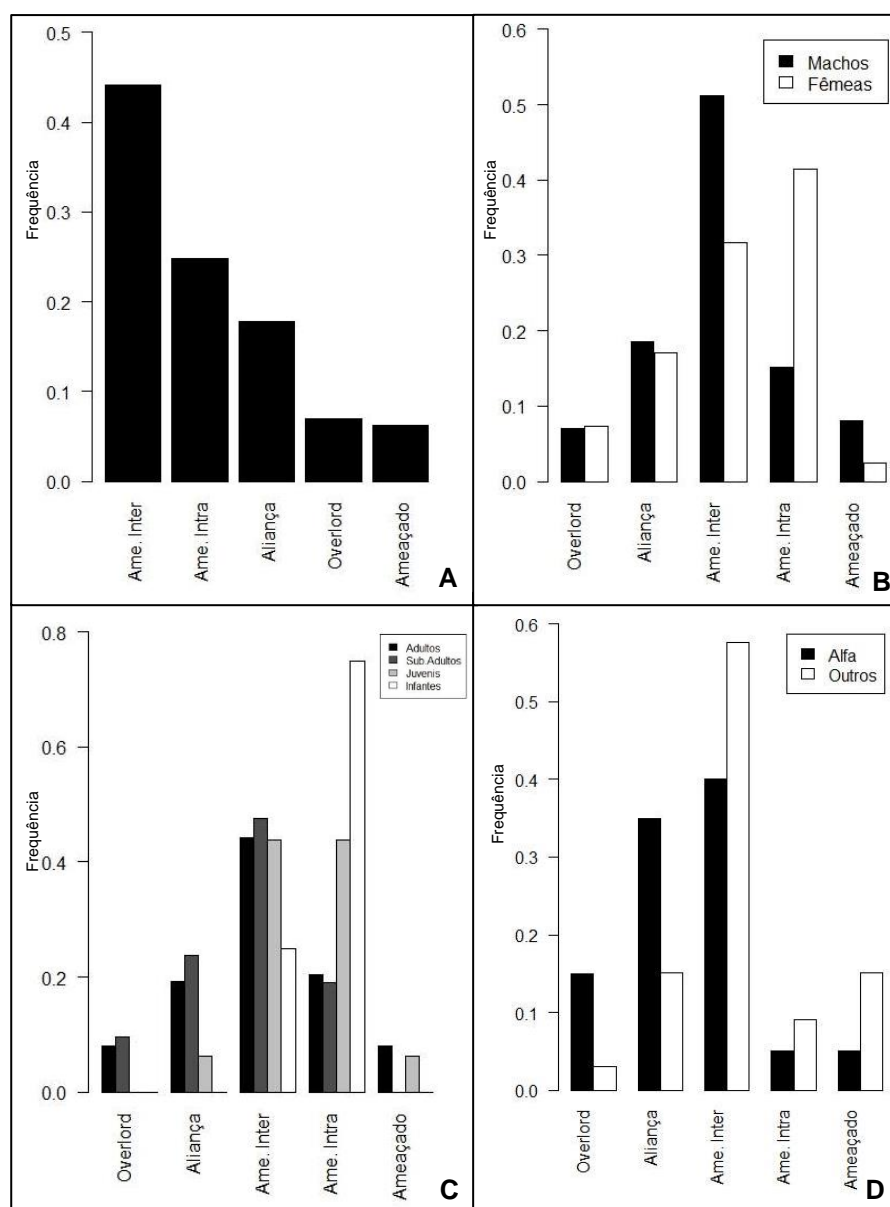 0.5
0.4
0.3
0.2
0.1
0.0
Frequência
Ame. Inter
Ame. Intra
Aliança
Overlord
Ameaçado
A
0.6
0.5
0.4
0.3
0.2
0.1
0.0
Frequência
Machos
Fêmeas
Overlord
Aliança
Ame. Inter
Ame. Intra
Ameaçado
B
0.8
0.6
0.4
0.2
0.0
Frequência
Adultos
Sub.Adultos
Juvenis
Infantes
Overlord
Aliança
Ame. Inter
Ame. Intra
Ameaçado
C
0.6
0.5
0.4
0.3
0.2
0.1
0.0
Frequência
Alfa
Outros
Overlord
Aliança
Ame. Inter
Ame. Intra
Ameaçado
D